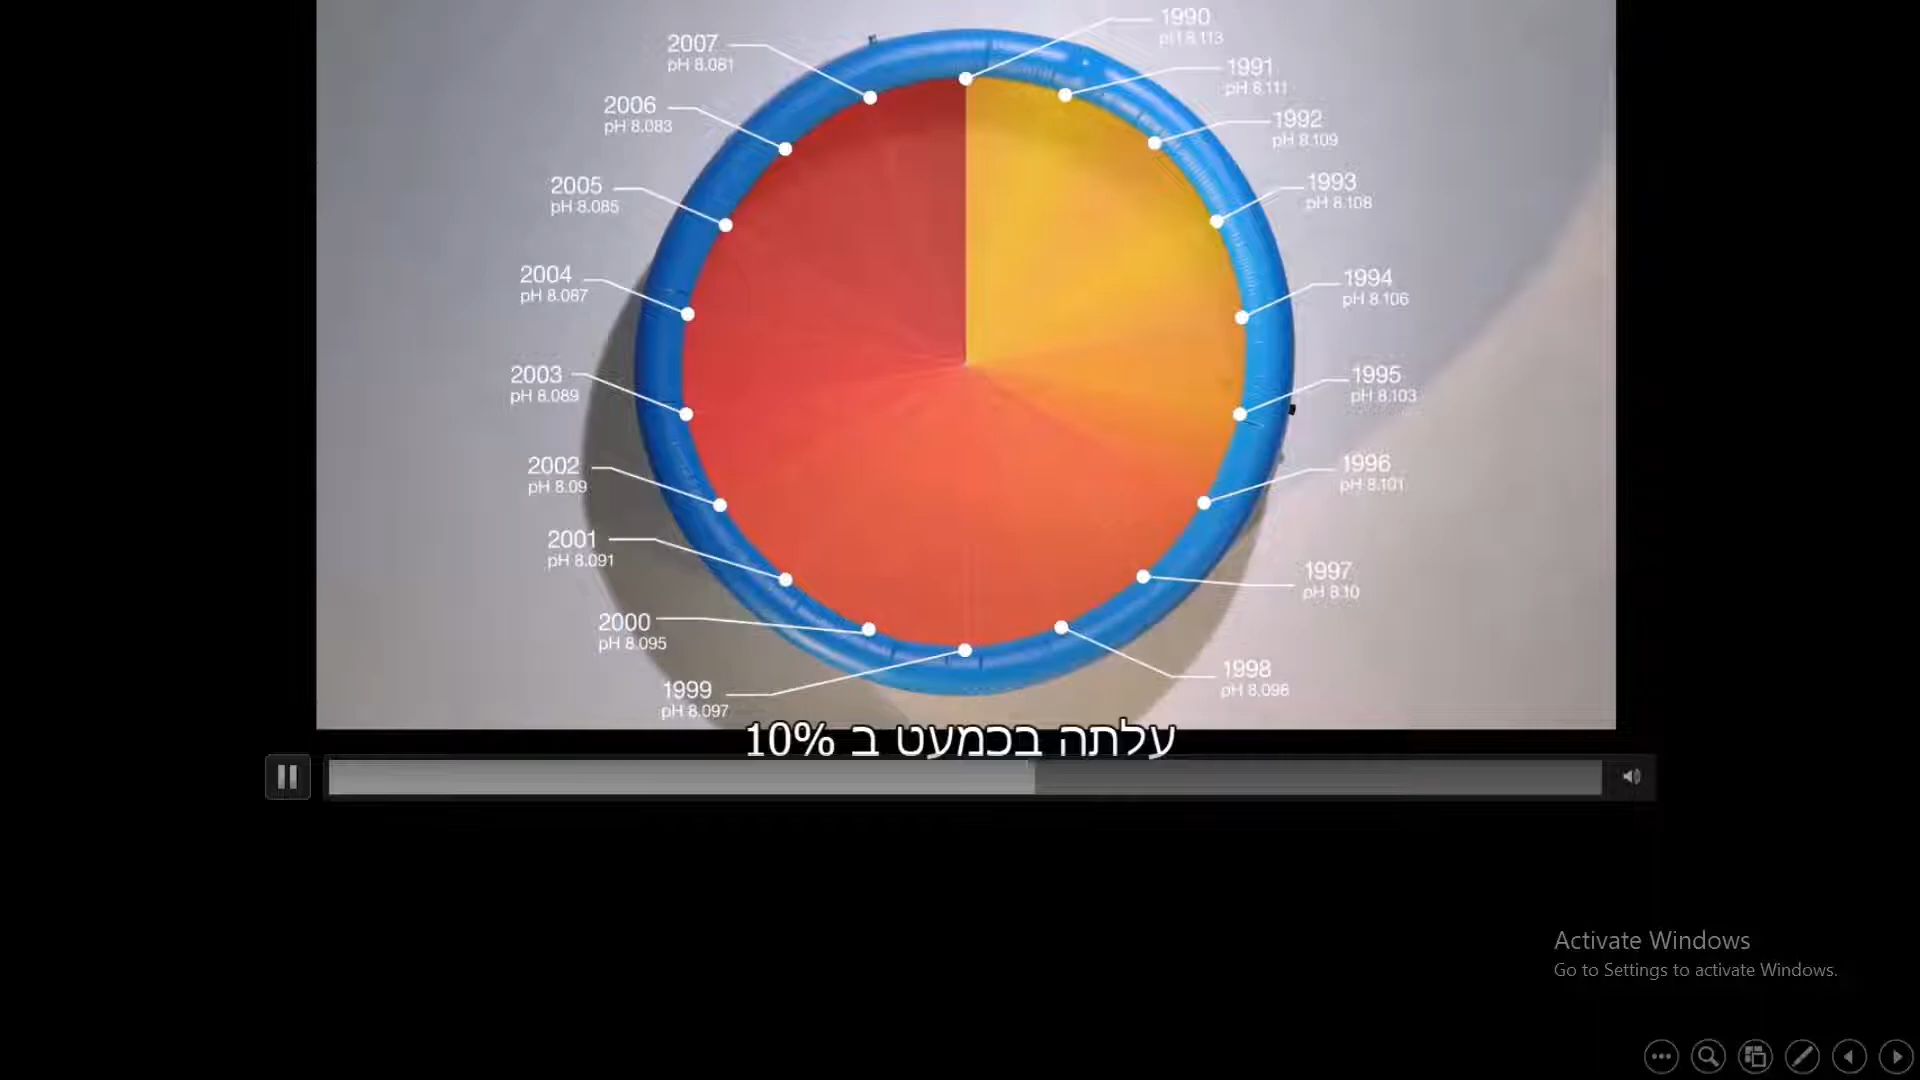 1990
pH 8.113
1991
pH 8.111
1992
pH 8.109
1993
pH 8.108
1994
pH 8.106
1995
pH 8.103
1996
pH 8.101
1997
pH 8.10
1998
pH 8.098
1999
pH 8.097
2000
pH 8.095
2001
pH 8.091
2002
pH 8.09
2003
pH 8.089
2004
pH 8.087
2005
pH 8.085
2006
pH 8.083
2007
pH 8.081
עלתה בכמעט ב 10%
Activate Windows
Go to Settings to activate Windows.